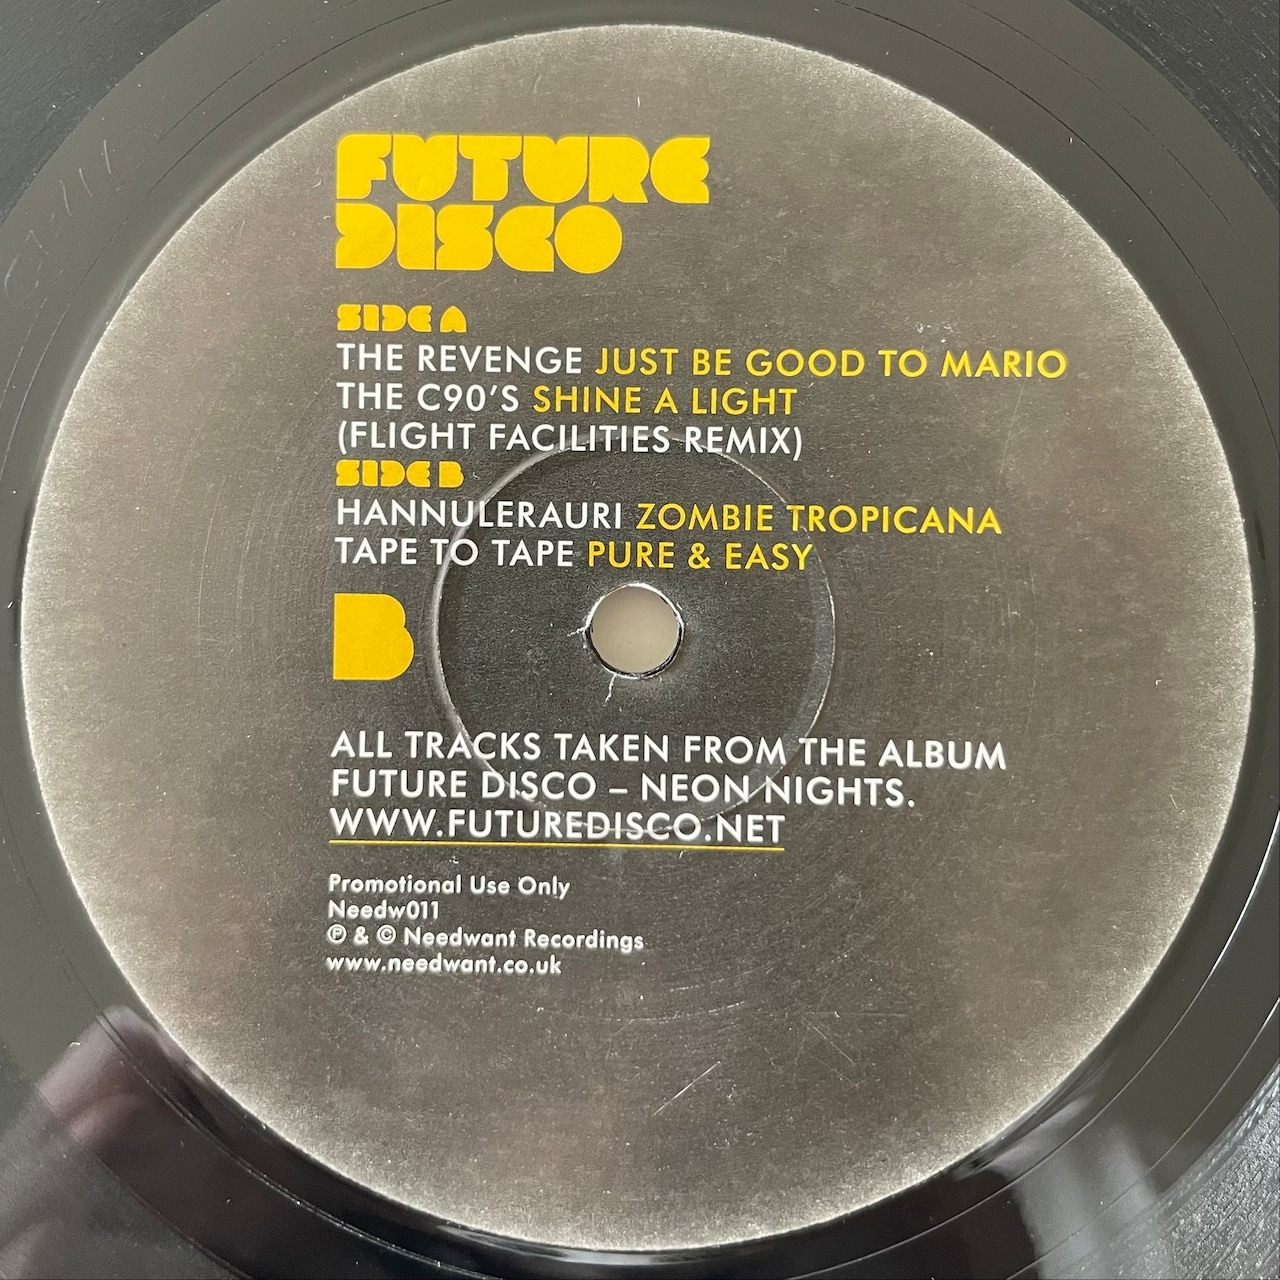 FUTURE
DISCO
SIDE A
THE REVENGE JUST BE GOOD TO MARIO
THE C90'S SHINE A LIGHT
(FLIGHT FACILITIES REMIX)
SIDE B
HANNULERAURI ZOMBIE TROPICANA
TAPE TO TAPE PURE & EASY
B
ALL TRACKS TAKEN FROM THE ALBUM
FUTURE DISCO – NEON NIGHTS.
WWW.FUTUREDISCO.NET
Promotional Use Only
Needw011
℗ & © Needwant Recordings
www.needwant.co.uk